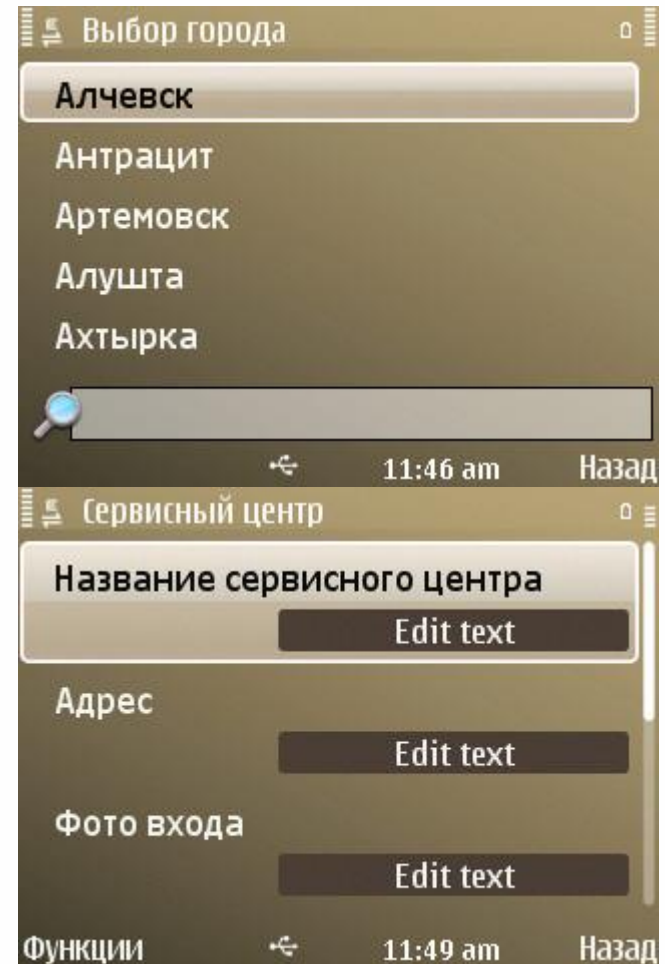 Выбор города
Алчевск
Антрацит
Артемовск
Алушта
Ахтырка
11:46 am Назад
Сервисный центр
Название сервисного центра
Edit text
Адрес
Edit text
Фото входа
Edit text
Функции 11:49 am Назад